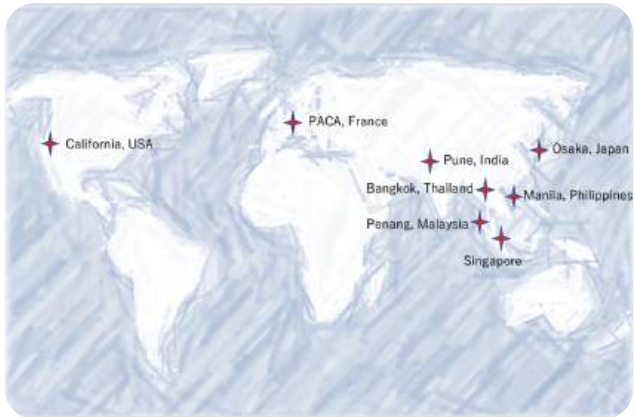 PACA, France
California, USA
Osaka, Japan
Pune, India
Bangkok, Thailand
Manila, Philippines
Penang, Malaysia
Singapore